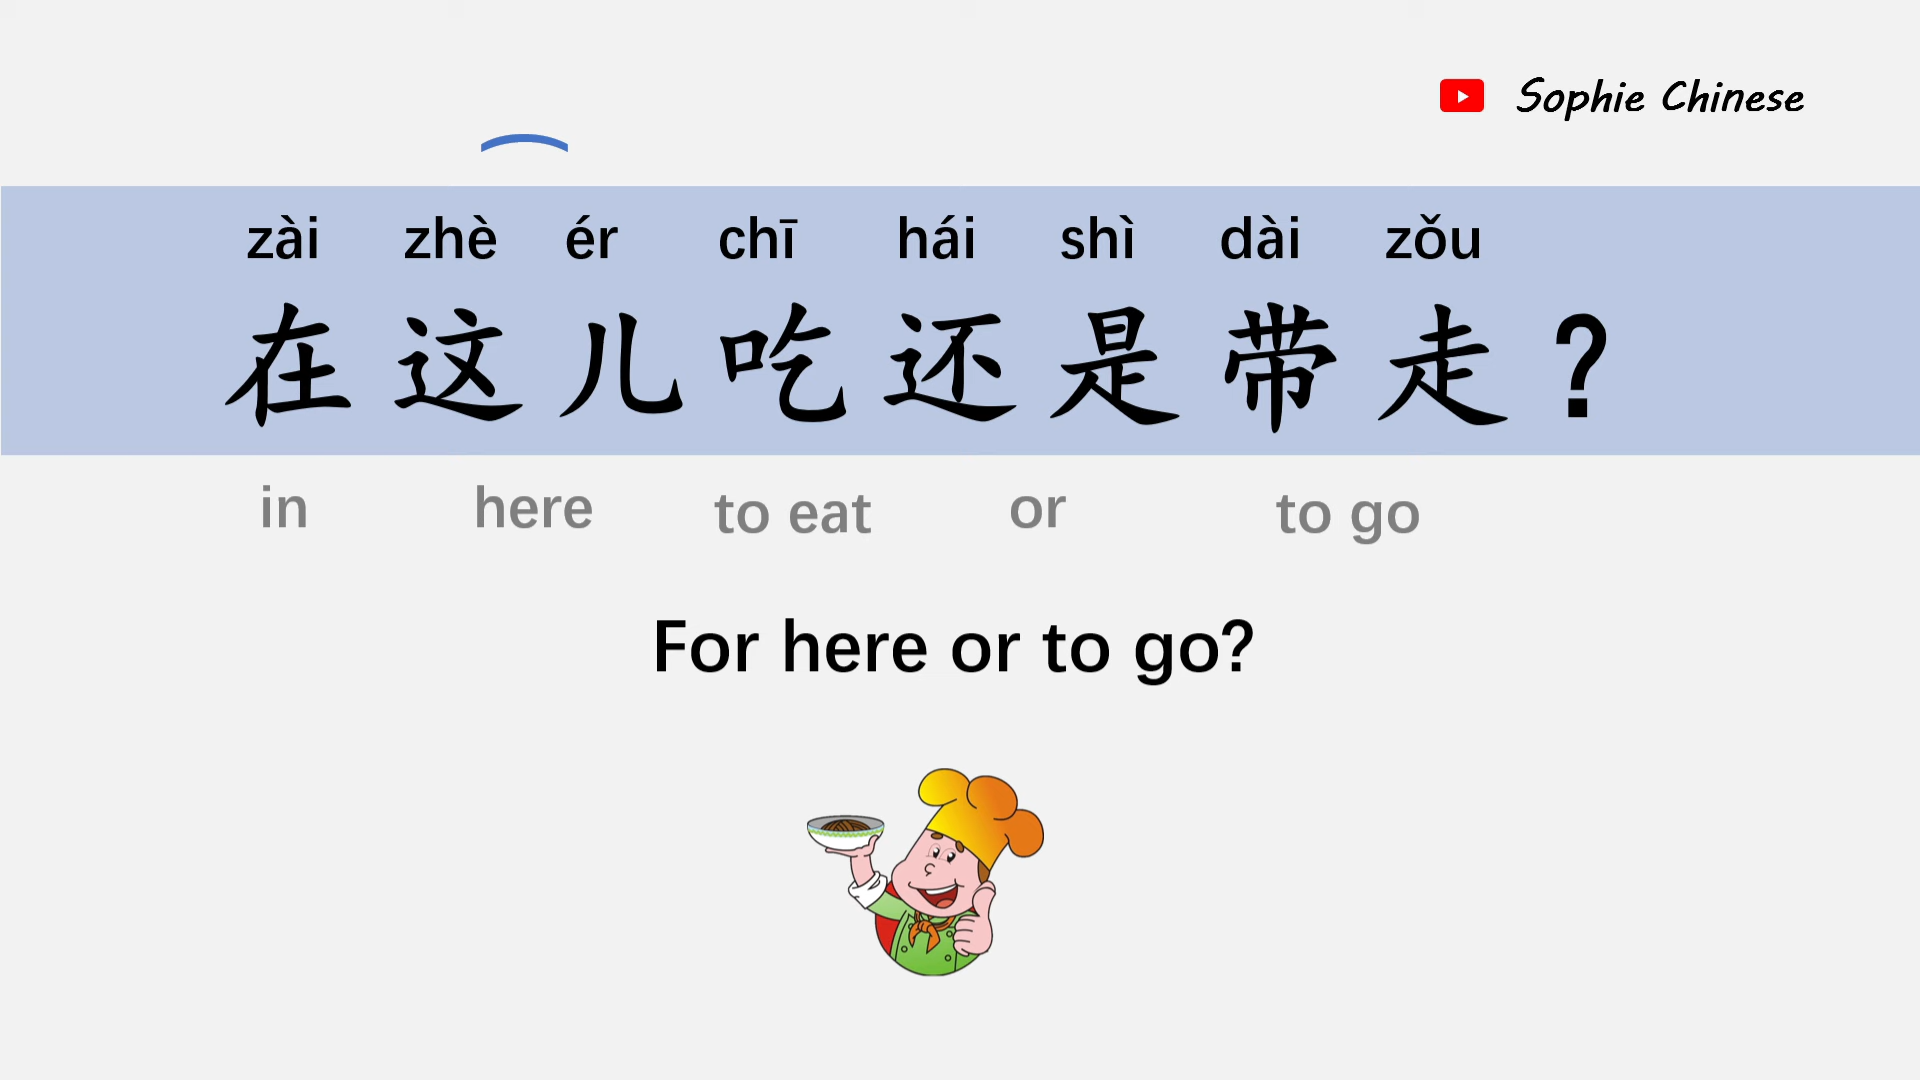 Sophie Chinese
zài zhè ér chī hái shì dài zǒu
在这儿吃还是带走？
in here to eat or to go
For here or to go?